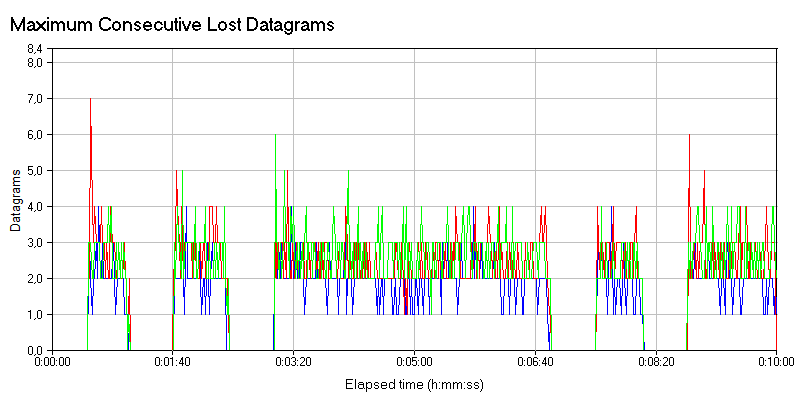 Maximum Consecutive Lost Datagrams
8,4
8,0
7,0
6,0
5,0
4,0
3,0
2,0
1,0
0,0
Datagrams
0:00:00 0:01:40 0:03:20 0:05:00 0:06:40 0:08:20 0:10:00
Elapsed time (h:mm:ss)